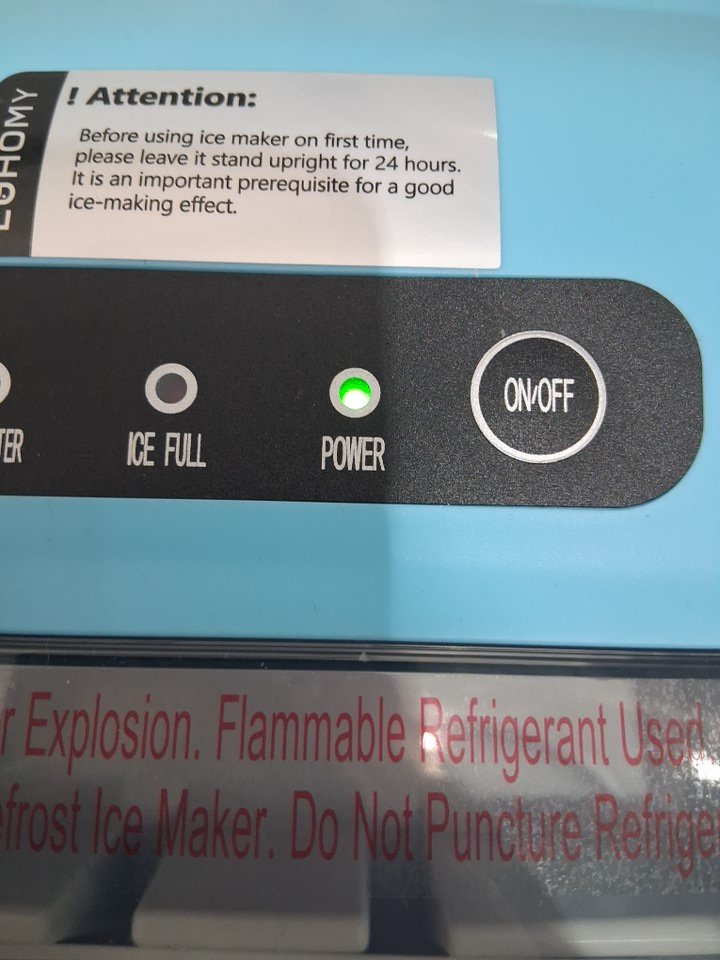 ! Attention:
Before using ice maker on first time,
please leave it stand upright for 24 hours.
It is an important prerequisite for a good
ice-making effect.
ICE FULL
POWER
ON/OFF
Explosion. Flammable Refrigerant Used
Ice Maker. Do Not Puncture